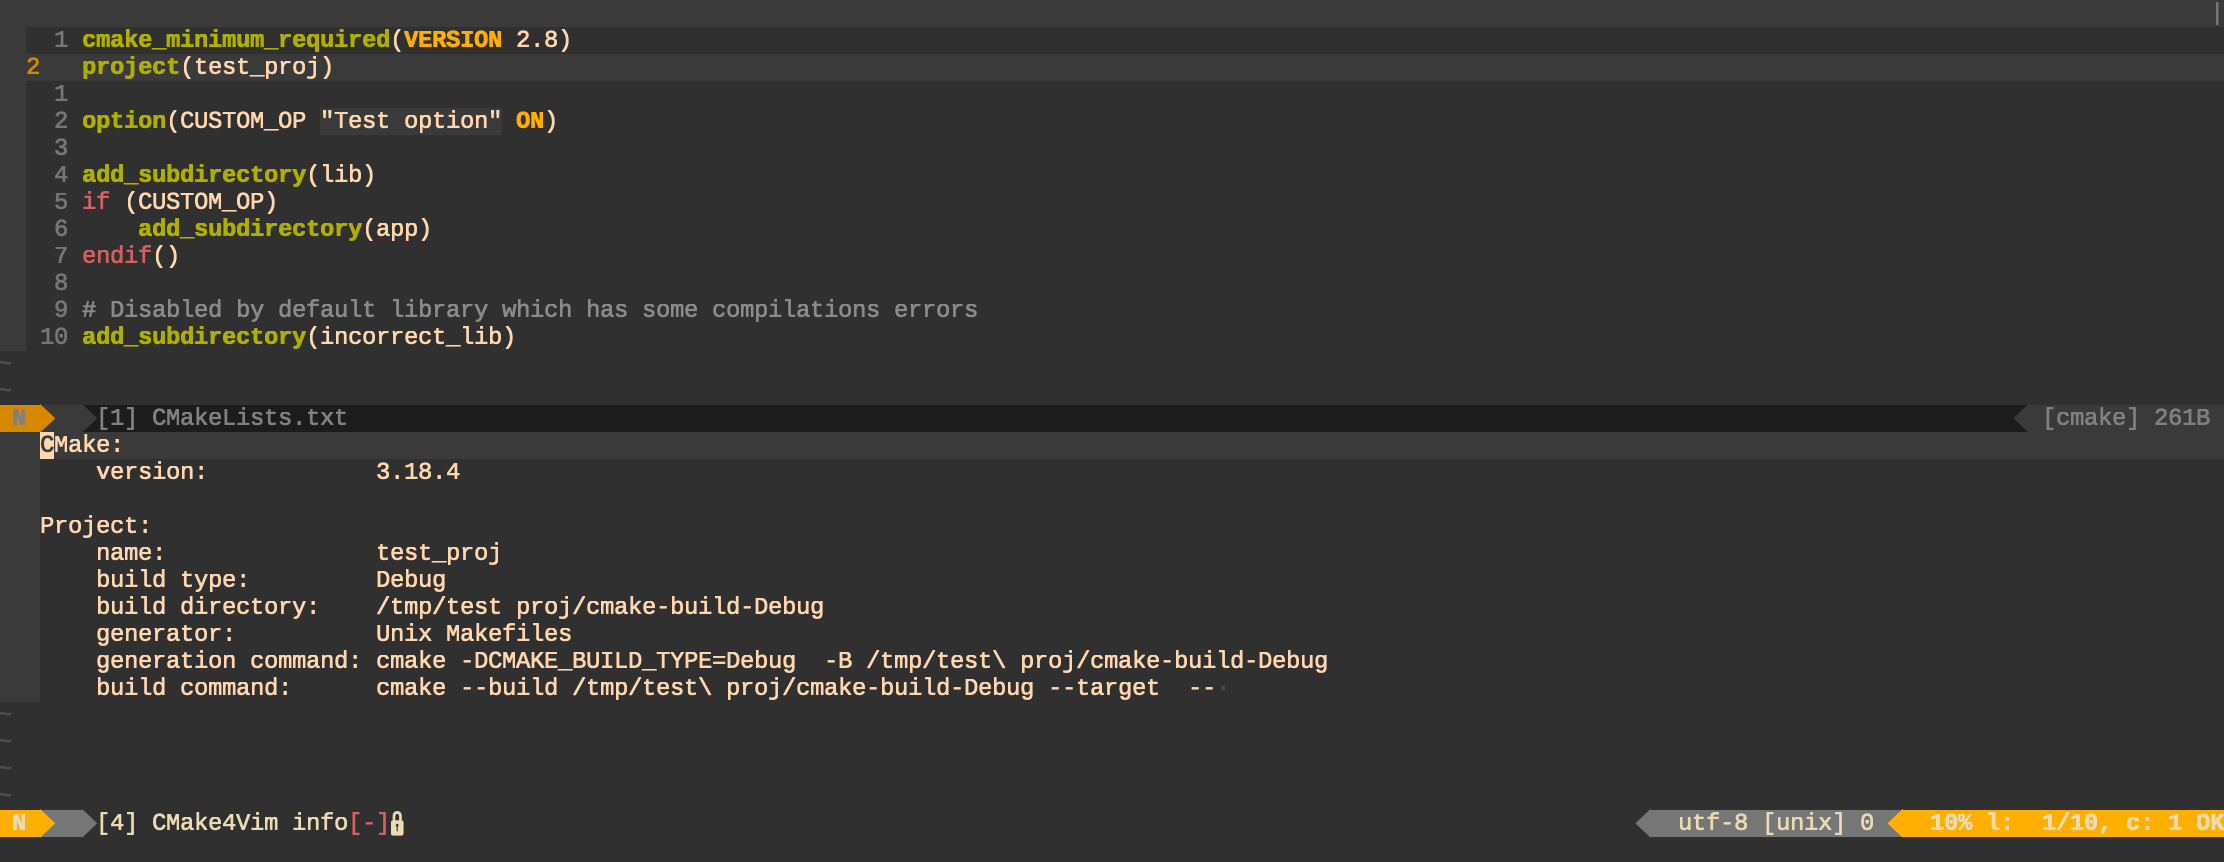 1 cmake_minimum_required(VERSION 2.8)
2 project(test_proj)
1
2 option(CUSTOM_OP "Test option" ON)
3
4 add_subdirectory(lib)
5 if (CUSTOM_OP)
6     add_subdirectory(app)
7 endif()
8
9 # Disabled by default library which has some compilations errors
10 add_subdirectory(incorrect_lib)
~
~
N [1] CMakeLists.txt [cmake] 261B
CMake:
    version:            3.18.4
Project:
    name:               test_proj
    build type:         Debug
    build directory:    /tmp/test proj/cmake-build-Debug
    generator:          Unix Makefiles
    generation command: cmake -DCMAKE_BUILD_TYPE=Debug  -B /tmp/test\ proj/cmake-build-Debug
    build command:      cmake --build /tmp/test\ proj/cmake-build-Debug --target  --·
~
~
~
~
N [4] CMake4Vim info[-] utf-8 [unix] 0 10% l:  1/10, c: 1 OK